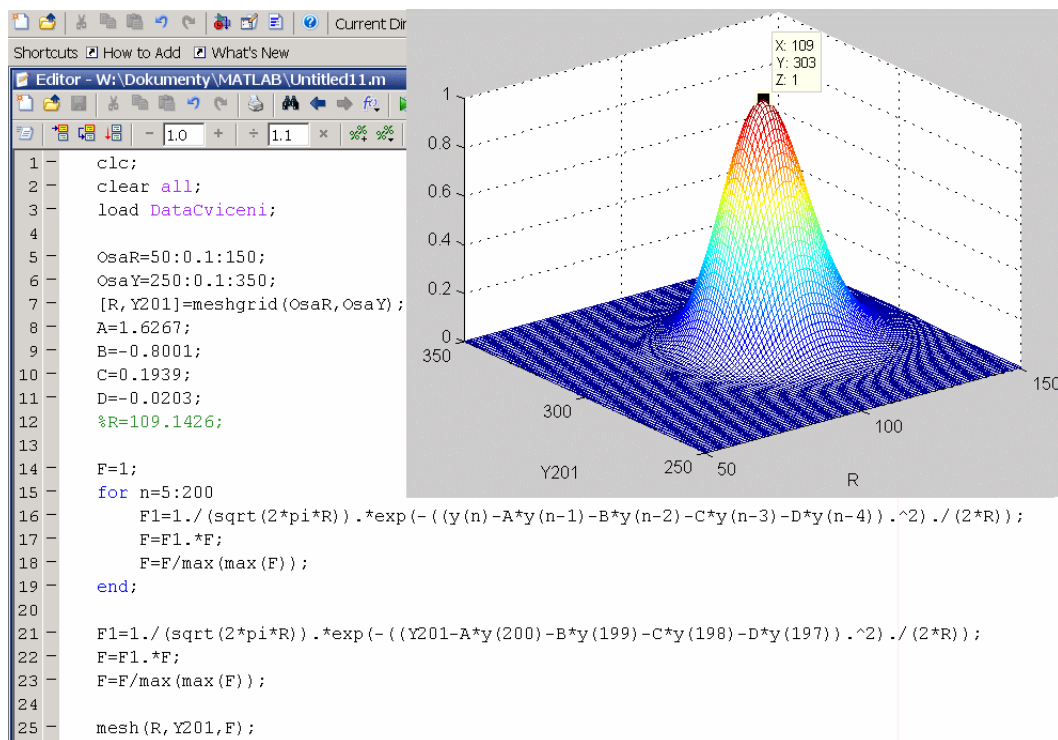 Current Dir
Shortcuts How to Add What's New
Editor - W:\Dokumenty\MATLAB\Untitled11.m
- 1.0 + ÷ 1.1 ×
1 clc;
2 clear all;
3 load DataCviceni;
4
5 OsaR=50:0.1:150;
6 OsaY=250:0.1:350;
7 [R,Y201]=meshgrid(OsaR,OsaY);
8 A=1.6267;
9 B=-0.8001;
10 C=0.1939;
11 D=-0.0203;
12 %R=109.1426;
13
14 F=1;
15 for n=5:200
16 F1=1./(sqrt(2*pi*R)).*exp(-((y(n)-A*y(n-1)-B*y(n-2)-C*y(n-3)-D*y(n-4)).^2)./(2*R));
17 F=F1.*F;
18 F=F/max(max(F));
19 end;
20
21 F1=1./(sqrt(2*pi*R)).*exp(-((Y201-A*y(200)-B*y(199)-C*y(198)-D*y(197)).^2)./(2*R));
22 F=F1.*F;
23 F=F/max(max(F));
24
25 mesh(R,Y201,F);
X: 109
Y: 303
Z: 1
1
0.8
0.6
0.4
0.2
0
350
300
250
Y201
50
100
150
R